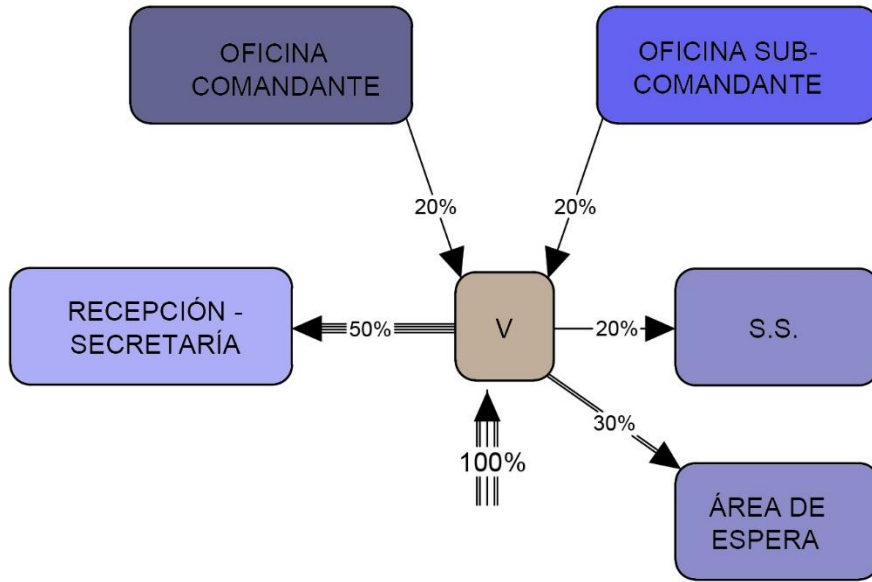 OFICINA
COMANDANTE
OFICINA SUB-
COMANDANTE
20%
20%
RECEPCIÓN -
SECRETARÍA
50%
V
20%
S.S.
30%
100%
ÁREA DE
ESPERA